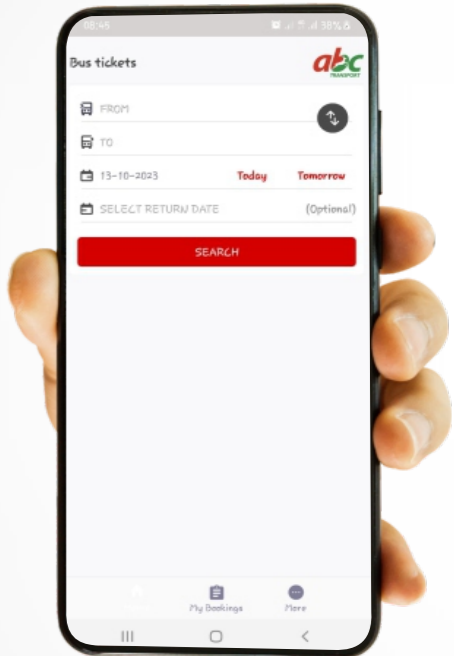 08:45 38%
Bus tickets
abc
TRANSPORT
FROM
TO
13-10-2023 Today Tomorrow
SELECT RETURN DATE (Optional)
SEARCH
My Bookings More